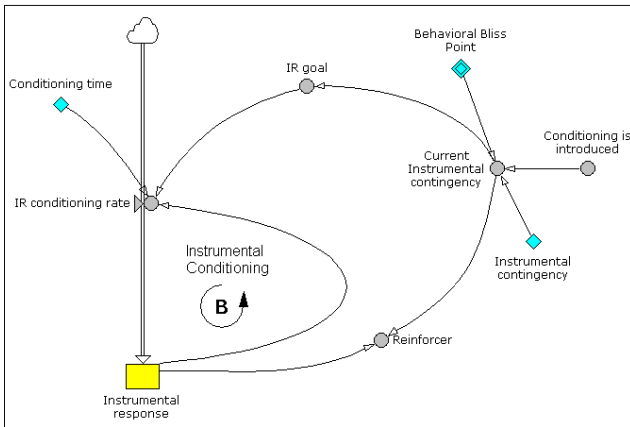 Behavioral Bliss
Point
IR goal
Conditioning time
Conditioning is
introduced
Current
Instrumental
contingency
IR conditioning rate
Instrumental
Conditioning
B
Instrumental
contingency
Reinforcer
Instrumental
response